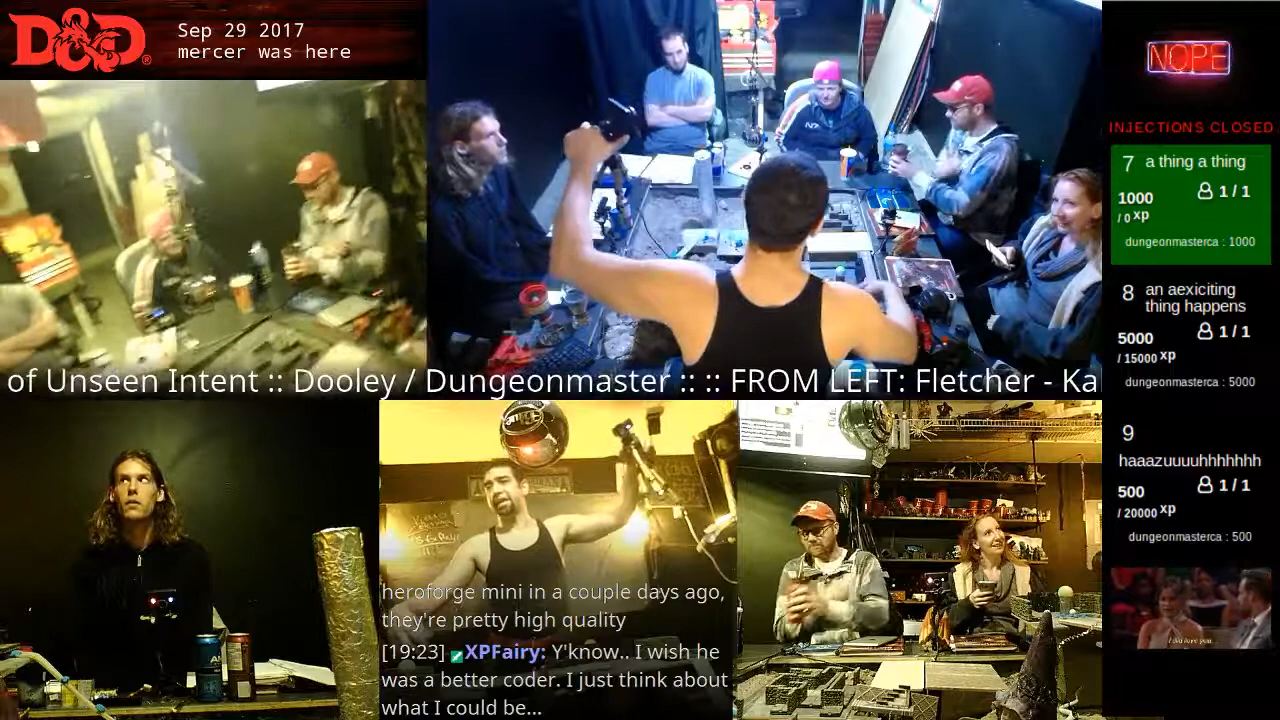 D&D
Sep 29 2017
mercer was here
of Unseen Intent :: Dooley / Dungeonmaster :: :: FROM LEFT: Fletcher - Ka
heroforge mini in a couple days ago,
they're pretty high quality
[19:23] XPFairy: Y'know.. I wish he
was a better coder. I just think about
what I could be...
NOPE
INJECTIONS CLOSED
7 a thing a thing
1000 / 0 xp 1 / 1
dungeonmasterca : 1000
8 an aexiciting
thing happens
5000 / 15000 xp 1 / 1
dungeonmasterca : 5000
9
haaazuuuuhhhhhhh
500 / 20000 xp 1 / 1
dungeonmasterca : 500
N7